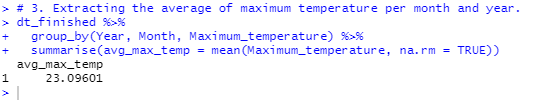 > # 3. Extracting the average of maximum temperature per month and year.
> dt_finished %>%
+   group_by(Year, Month, Maximum_temperature) %>%
+   summarise(avg_max_temp = mean(Maximum_temperature, na.rm = TRUE))
  avg_max_temp
1     23.09601
>